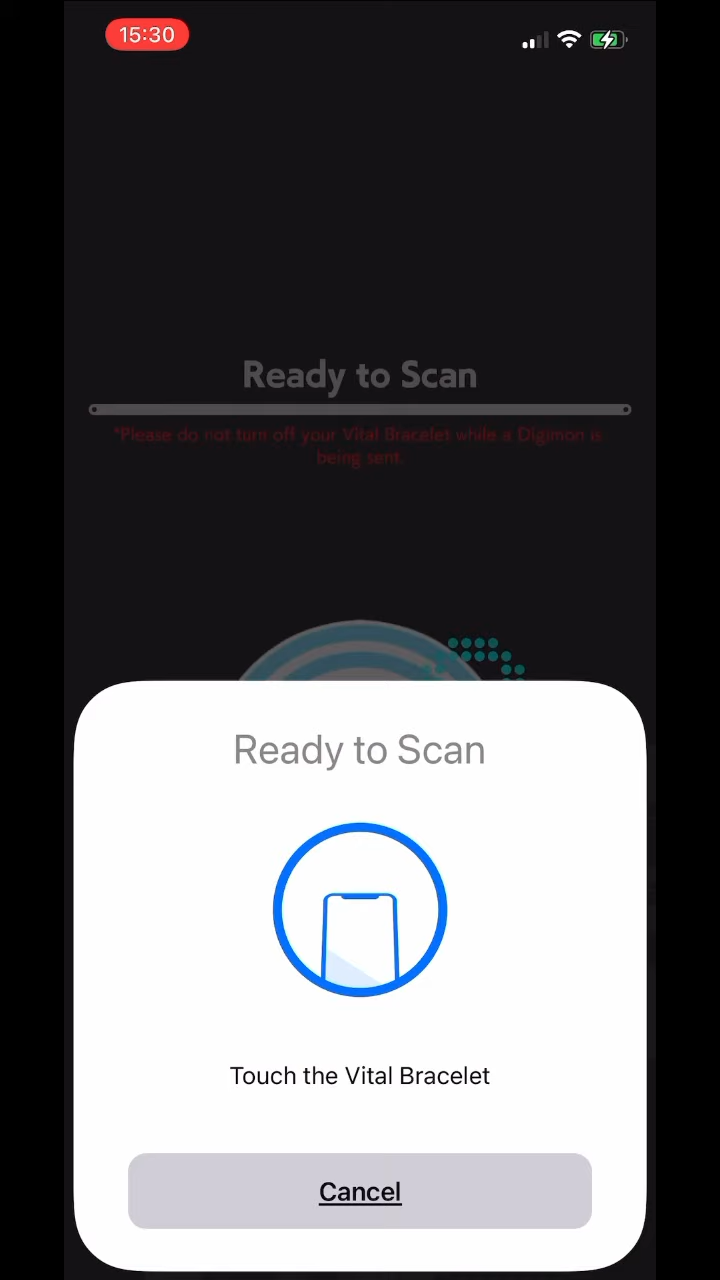 15:30
Ready to Scan
*Please do not turn off your Vital Bracelet while a Digimon is
being sent.
Ready to Scan
Touch the Vital Bracelet
Cancel